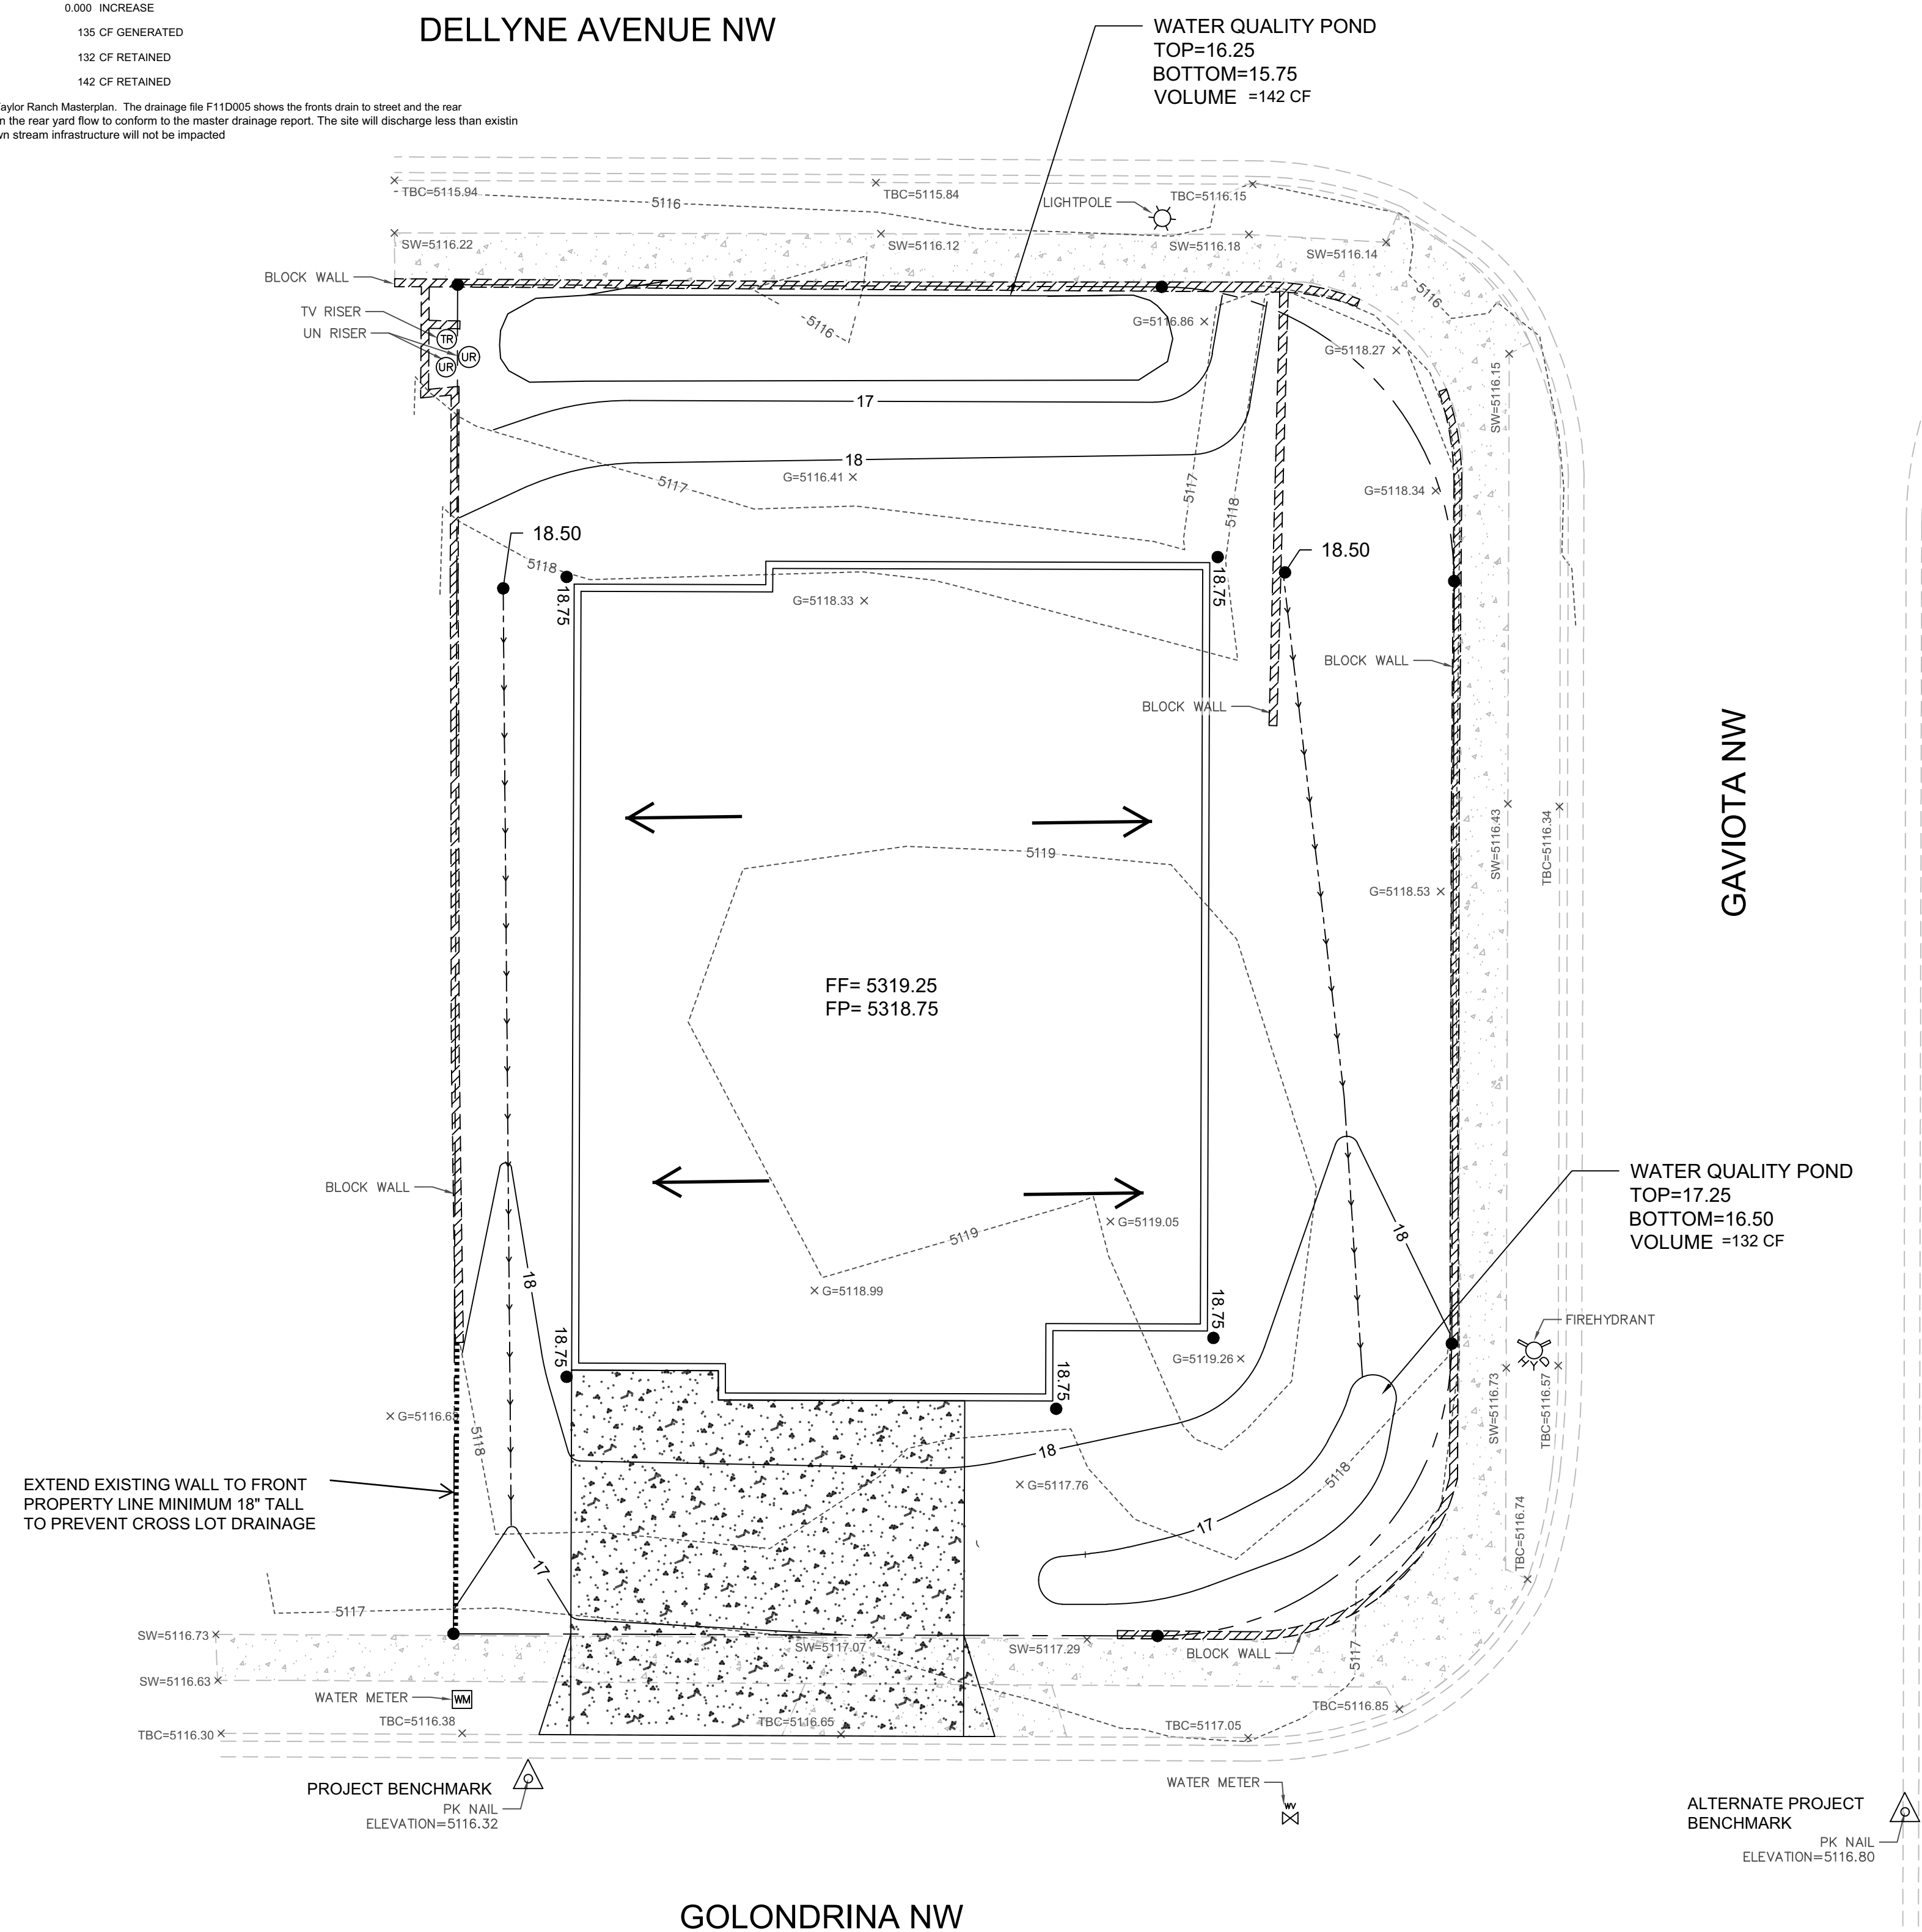 0.000 INCREASE
135 CF GENERATED
132 CF RETAINED
142 CF RETAINED
aylor Ranch Masterplan. The drainage file F11D005 shows the fronts drain to street and the rear
n the rear yard flow to conform to the master drainage report. The site will discharge less than existin
wn stream infrastructure will not be impacted
DELLYNE AVENUE NW
WATER QUALITY POND
TOP=16.25
BOTTOM=15.75
VOLUME =142 CF
TBC=5115.94
5116
TBC=5115.84
LIGHTPOLE
TBC=5116.15
SW=5116.22
SW=5116.12
SW=5116.18
SW=5116.14
BLOCK WALL
TV RISER
UN RISER
TR
UR
UR
5116
G=5116.86
5116
G=5118.27
SW=5116.15
17
18
G=5116.41
5117
5117
5118
G=5118.34
18.50
18.50
5118
18.75
18.75
G=5118.33
BLOCK WALL
BLOCK WALL
GAVIOTA NW
SW=5116.43
TBC=5116.34
5119
G=5118.53
FF= 5319.25
FP= 5318.75
BLOCK WALL
WATER QUALITY POND
TOP=17.25
BOTTOM=16.50
VOLUME =132 CF
5119
G=5119.05
18
18
G=5118.99
18.75
18.75
FIREHYDRANT
G=5119.26
18.75
SW=5116.73
TBC=5116.57
G=5116.65
5118
18
G=5117.76
5118
EXTEND EXISTING WALL TO FRONT
PROPERTY LINE MINIMUM 18" TALL
TO PREVENT CROSS LOT DRAINAGE
17
17
TBC=5116.74
5117
SW=5116.73
SW=5117.07
SW=5117.29
BLOCK WALL
5117
SW=5116.63
WATER METER
WM
TBC=5116.38
TBC=5116.65
TBC=5116.85
TBC=5117.05
TBC=5116.30
PROJECT BENCHMARK
PK NAIL
ELEVATION=5116.32
WATER METER
WV
ALTERNATE PROJECT
BENCHMARK
PK NAIL
ELEVATION=5116.80
GOLONDRINA NW